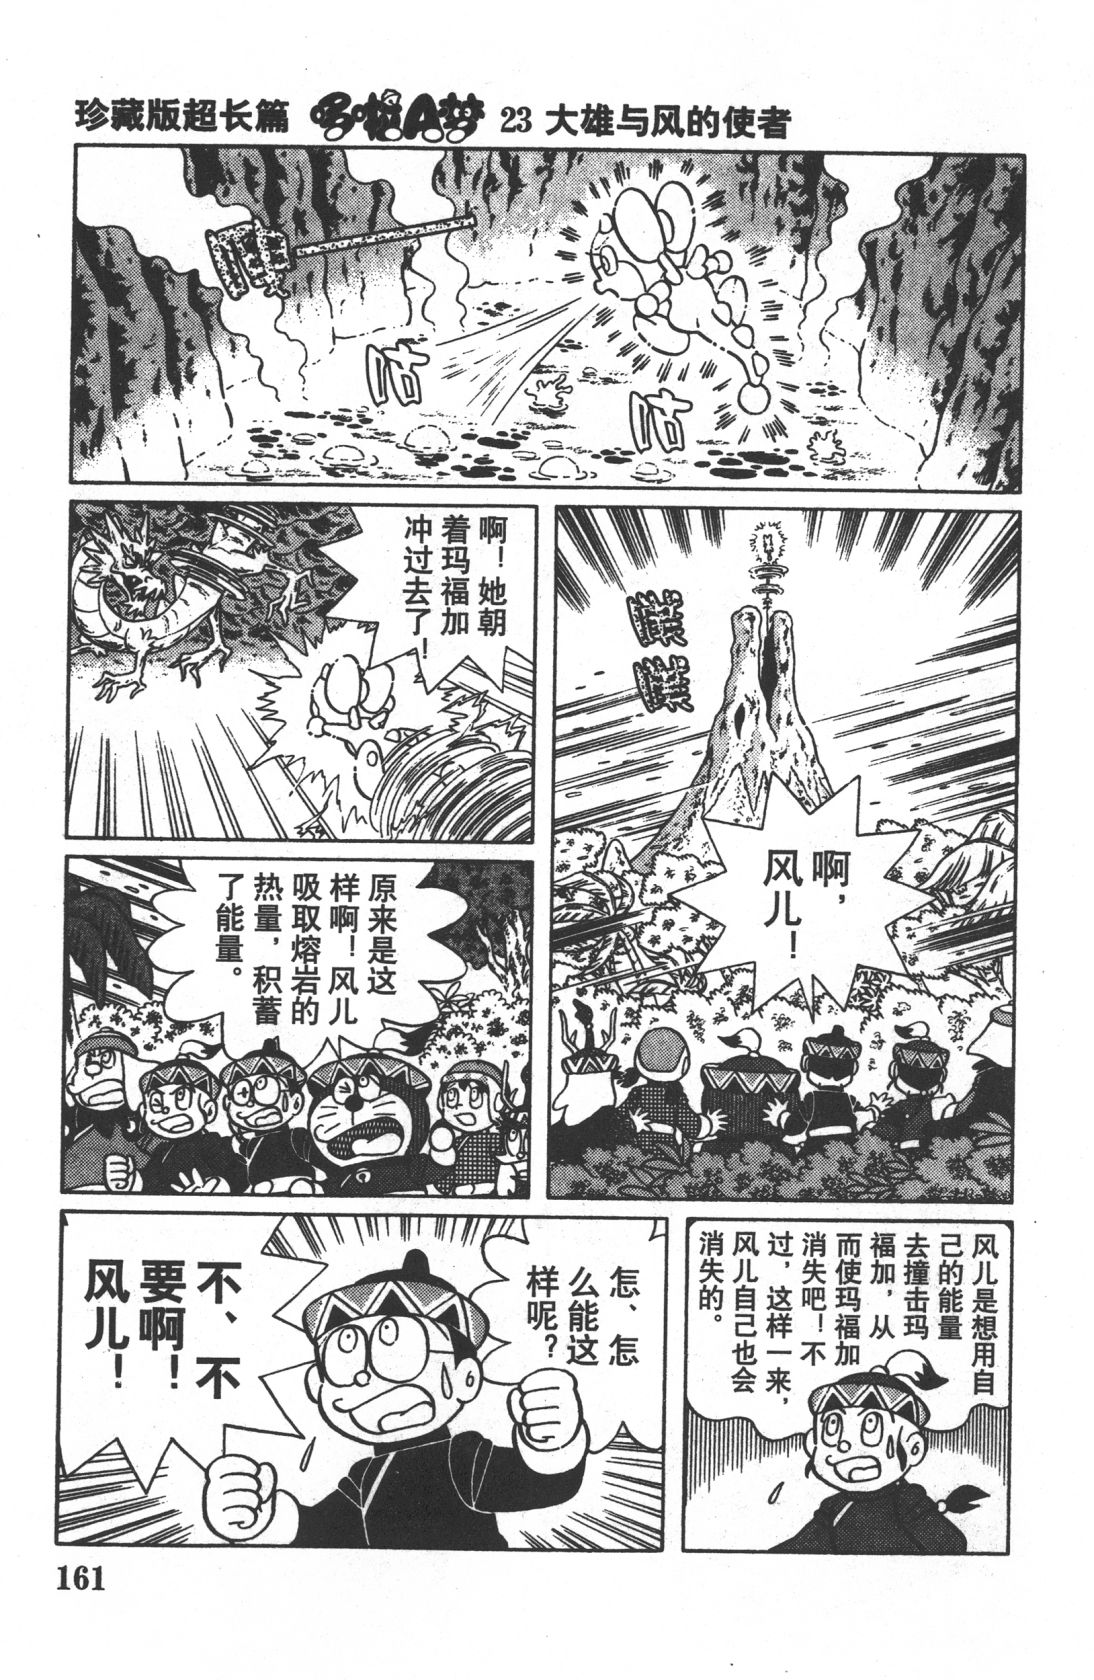 珍藏版超长篇 哆啦A梦 23 大雄与风的使者
咕
咕
轰
轰
啊，
风儿！
啊！她朝
着玛福加
冲过去了！
原来是这
样啊！风儿
吸取熔岩的
热量，积蓄
了能量。
风儿是想用自
己的能量
去撞击玛
福加，从
而使玛福加
消失吧！不
过，这样一来，
风儿自己也会
消失的。
怎、怎
么能这
样呢？
不、不
要啊！
风儿！
161